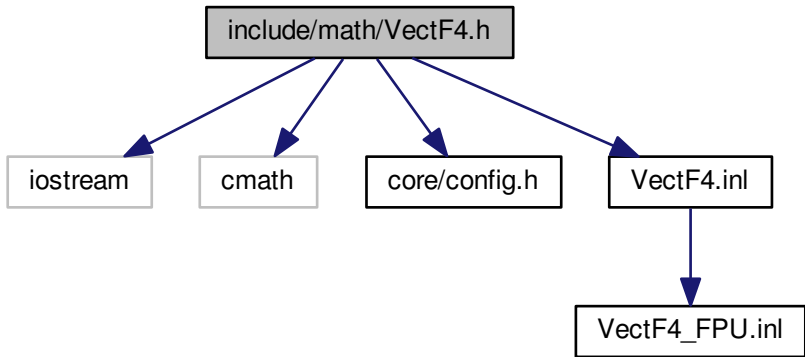 include/math/VectF4.h
iostream
cmath
core/config.h
VectF4.inl
VectF4_FPU.inl